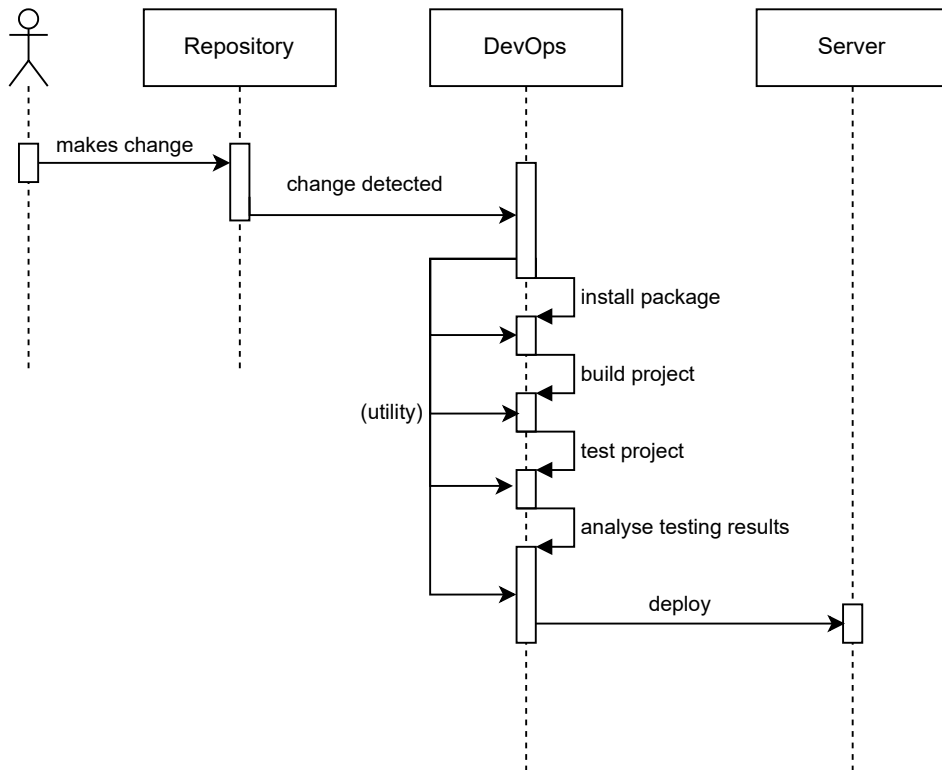 Repository
DevOps
Server
makes change
change detected
install package
build project
(utility)
test project
analyse testing results
deploy